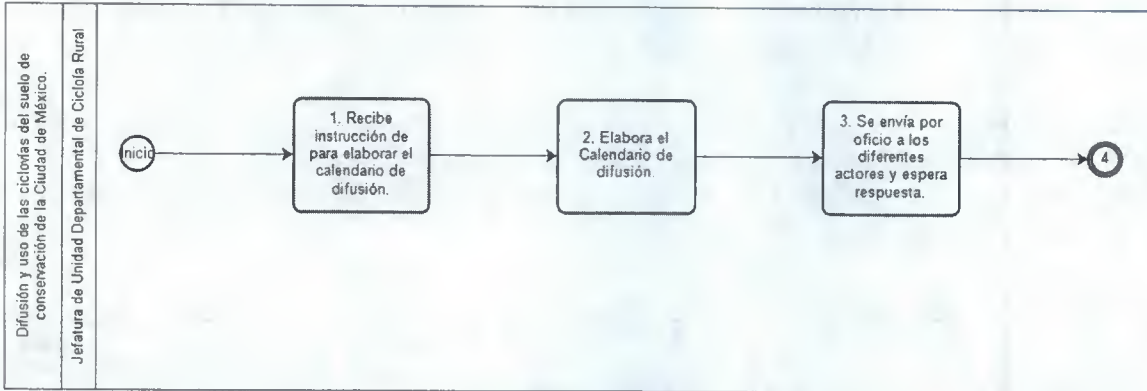 Difusión y uso de las ciclovías del suelo de
conservación de la Ciudad de México.
Jefatura de Unidad Departamental de Ciclofa Rural
Inicio
1. Recibe
instrucción de
para elaborar el
calendario de
difusión.
2. Elabora el
Calendario de
difusión.
3. Se envía por
oficio a los
diferentes
actores y espera
respuesta.
4